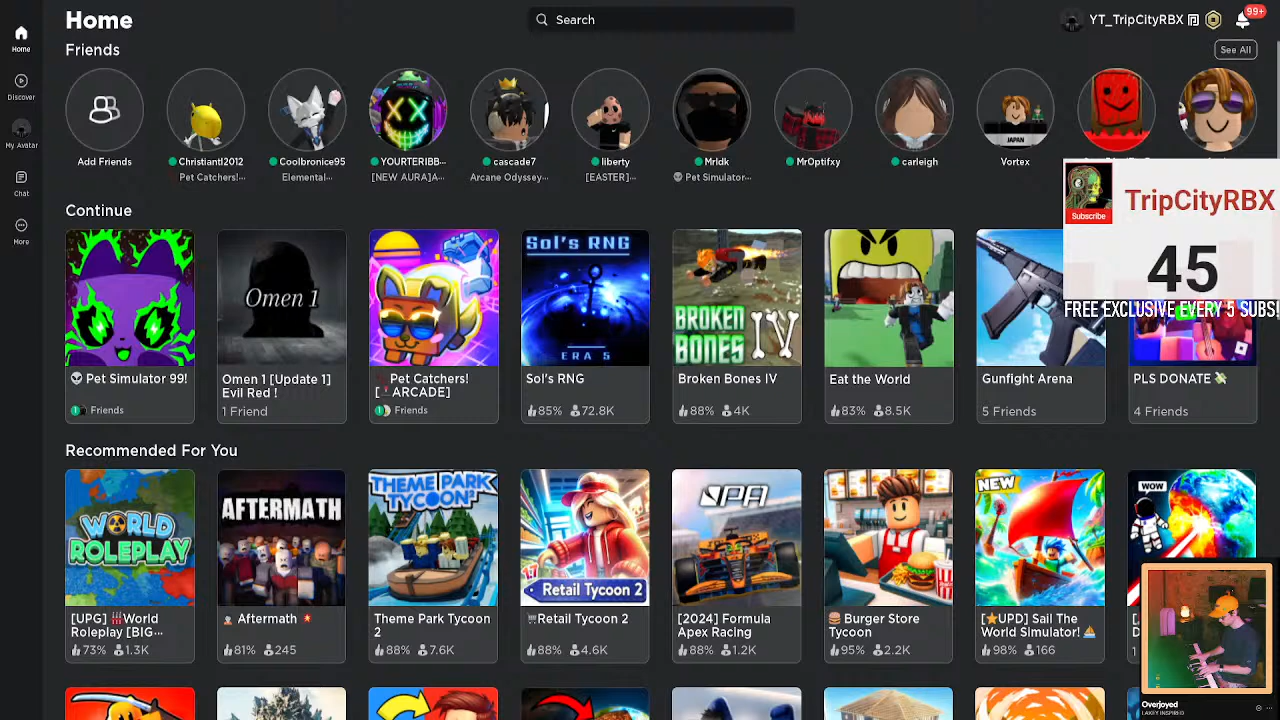 Home
Search
YT_TripCityRBX
99+
Home
Discover
My Avatar
Chat
More
Friends
See All
Add Friends
Christiantl2012
Pet Catchers!···
Coolbronice95
Elemental···
YOURTERIBB···
[NEW AURA]A···
cascade7
Arcane Odyssey···
liberty
[EASTER]···
Mrldk
💀 Pet Simulator···
MrOptifxy
carleigh
JAPAN
Vortex
Subscribe
TripCityRBX
45
FREE EXCLUSIVE EVERY 5 SUBS!
Continue
💀 Pet Simulator 99!
Friends
Omen 1
Omen 1 [Update 1]
Evil Red !
1 Friend
Pet Catchers!
[🕹️ARCADE]
Friends
Sol's RNG
ERA 5
Sol's RNG
85% 72.8K
BROKEN
BONES IV
Broken Bones IV
88% 4K
Eat the World
83% 8.5K
Gunfight Arena
5 Friends
PLS DONATE 💸
4 Friends
Recommended For You
WORLD
ROLEPLAY
[UPG] World
Roleplay [BIG···
73% 1.3K
AFTERMATH
Aftermath
81% 245
THEME PARK
TYCOON 2
Theme Park Tycoon
2
88% 7.6K
Retail Tycoon 2
Retail Tycoon 2
88% 4.6K
[2024] Formula
Apex Racing
88% 1.2K
🍔 Burger Store
Tycoon
95% 2.2K
NEW
[⭐UPD] Sail The
World Simulator! ⛵
98% 166
WOW
Overjoyed
LAKEY INSPIRED